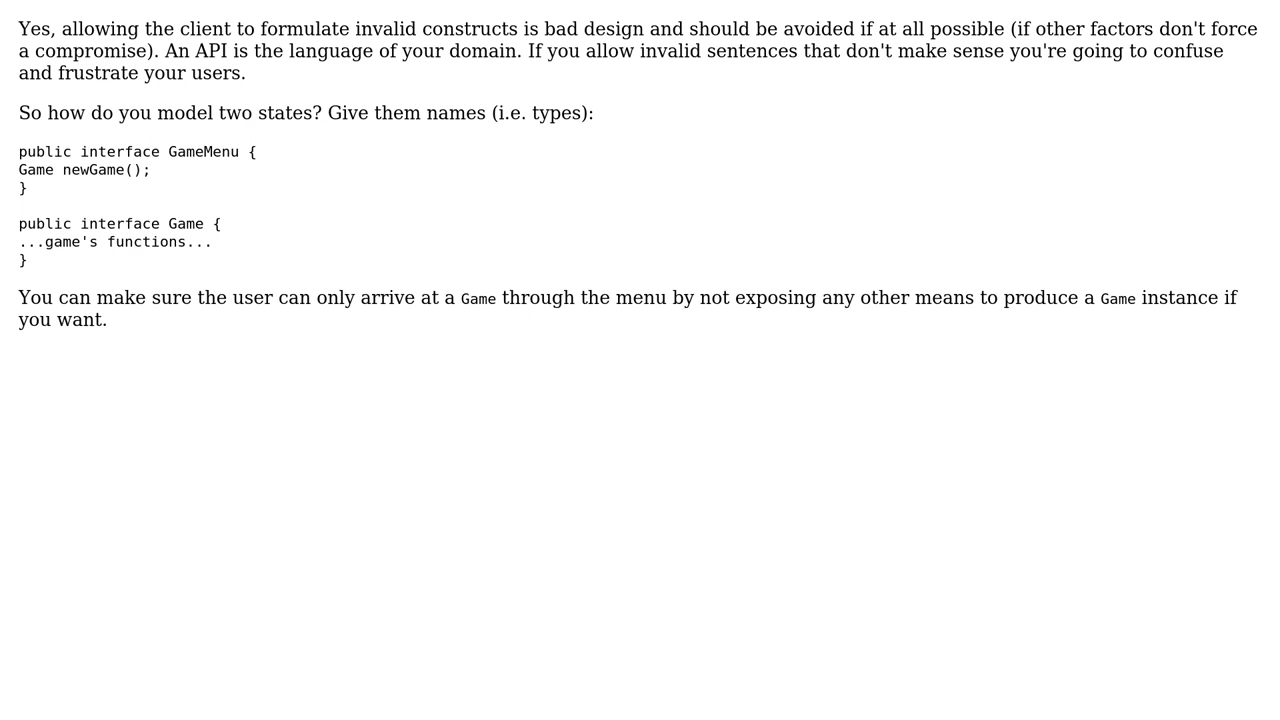 Yes, allowing the client to formulate invalid constructs is bad design and should be avoided if at all possible (if other factors don't force
a compromise). An API is the language of your domain. If you allow invalid sentences that don't make sense you're going to confuse
and frustrate your users.
So how do you model two states? Give them names (i.e. types):
public interface GameMenu {
Game newGame();
}
public interface Game {
...game's functions...
}
You can make sure the user can only arrive at a Game through the menu by not exposing any other means to produce a Game instance if
you want.